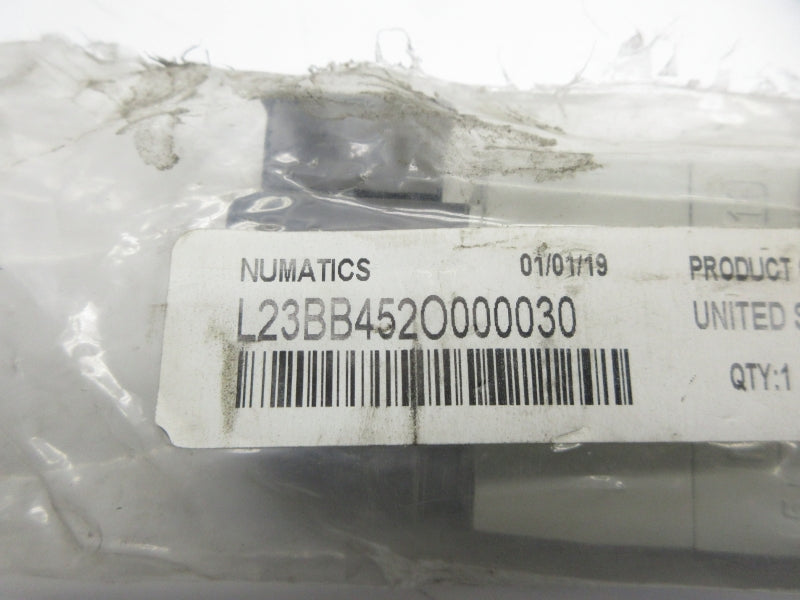 NUMATICS 01/01/19 PRODUCT
L23BB452O000030 UNITED S
QTY:1